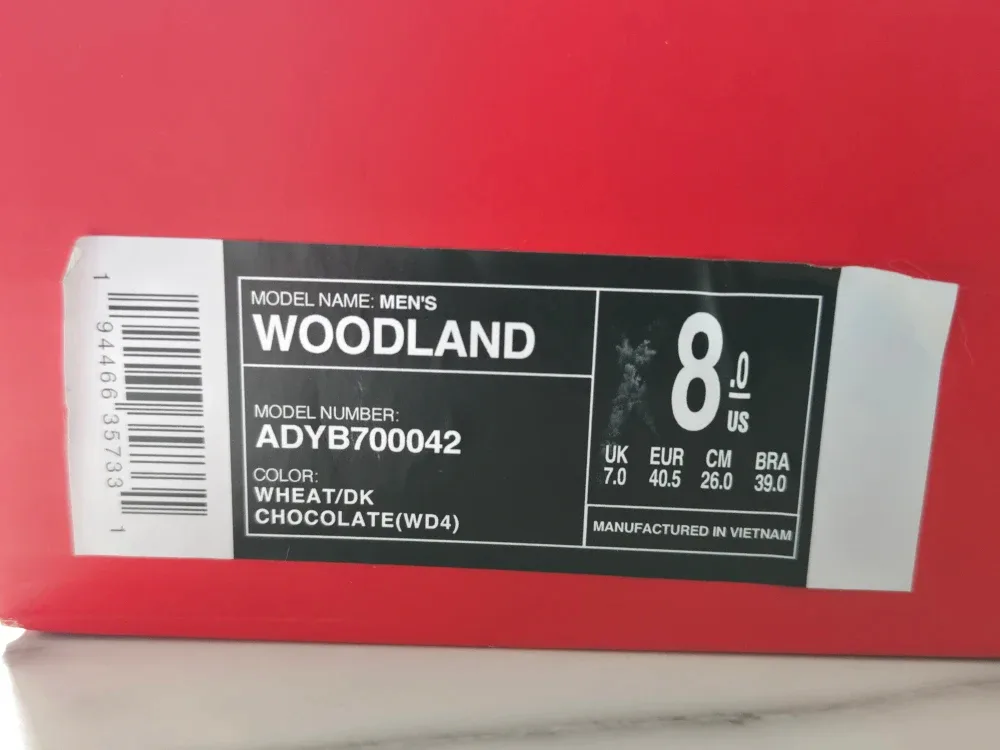 1
94466 35733
1
MODEL NAME: MEN'S
WOODLAND
MODEL NUMBER:
ADYB700042
COLOR:
WHEAT/DK
CHOCOLATE(WD4)
8.0
US
UK EUR CM BRA
7.0 40.5 26.0 39.0
MANUFACTURED IN VIETNAM